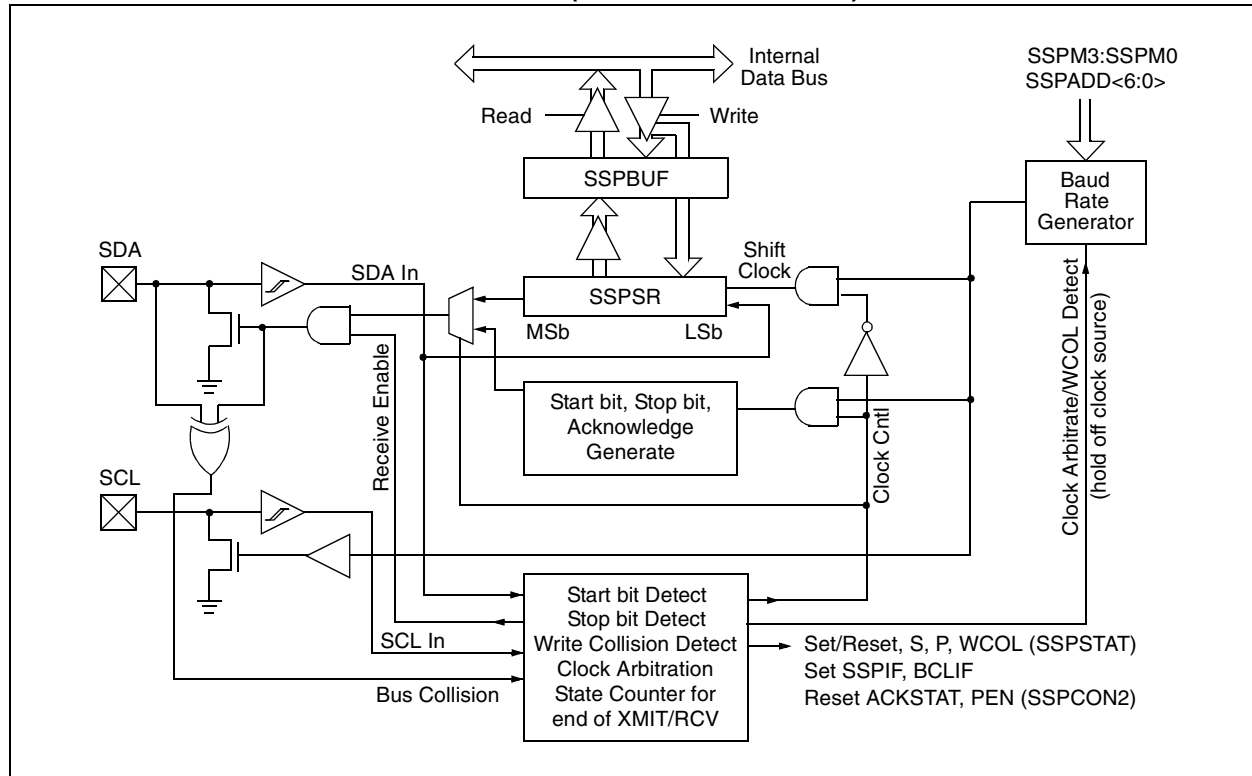 Internal
Data Bus
SSPM3:SSPM0
SSPADD<6:0>
Read
Write
SSPBUF
Baud
Rate
Generator
SDA
SDA In
Shift
Clock
SSPSR
MSb
LSb
Receive Enable
Start bit, Stop bit,
Acknowledge
Generate
Clock Cntl
Clock Arbitrate/WCOL Detect
(hold off clock source)
SCL
SCL In
Bus Collision
Start bit Detect
Stop bit Detect
Write Collision Detect
Clock Arbitration
State Counter for
end of XMIT/RCV
Set/Reset, S, P, WCOL (SSPSTAT)
Set SSPIF, BCLIF
Reset ACKSTAT, PEN (SSPCON2)